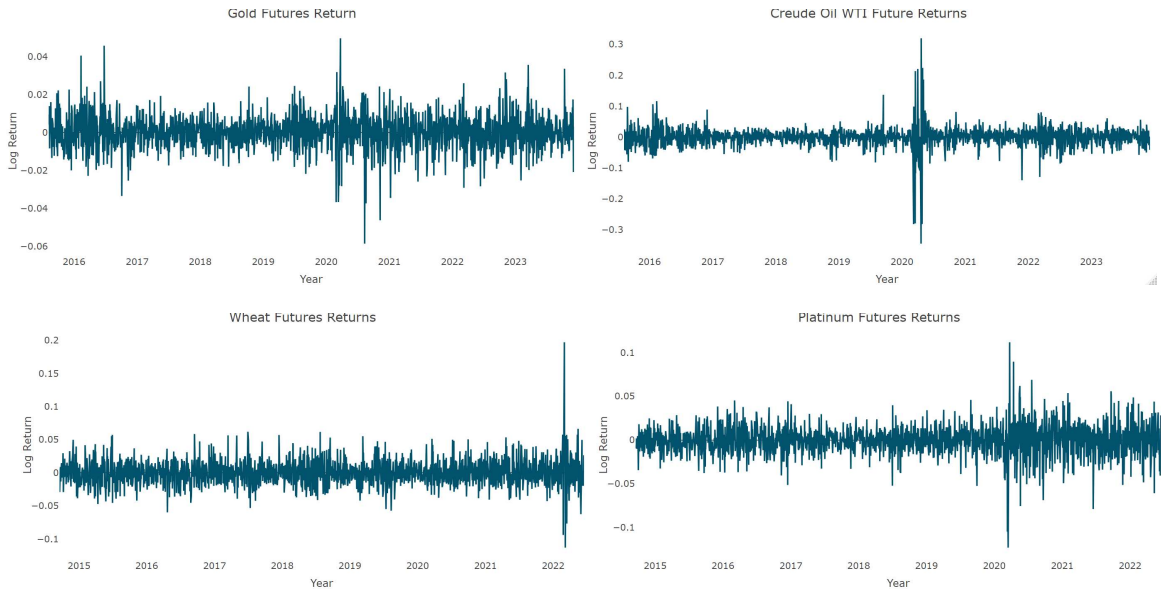 Gold Futures Return
0.04
0.02
0
−0.02
−0.04
−0.06
Log Return
2016 2017 2018 2019 2020 2021 2022 2023
Year
Creude Oil WTI Future Returns
0.3
0.2
0.1
0
−0.1
−0.2
−0.3
Log Return
2016 2017 2018 2019 2020 2021 2022 2023
Year
Wheat Futures Returns
0.2
0.15
0.1
0.05
0
−0.05
−0.1
Log Return
2015 2016 2017 2018 2019 2020 2021 2022
Year
Platinum Futures Returns
0.1
0.05
0
−0.05
−0.1
Log Return
2015 2016 2017 2018 2019 2020 2021 2022
Year